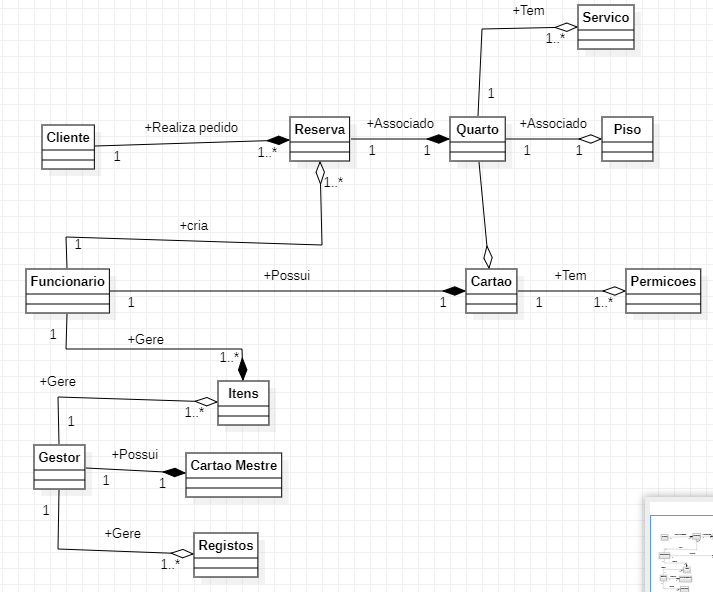 +Tem
Servico
1..*
1
+Realiza pedido
Cliente
1
1..*
Reserva
+Associado
1
1
Quarto
+Associado
1
1
Piso
1..*
+cria
1
Funcionario
+Possui
1
1
Cartao
+Tem
1
1..*
Permicoes
1
+Gere
1..*
Itens
+Gere
1..*
1
Gestor
+Possui
1
1
Cartao Mestre
1
+Gere
1..*
Registos